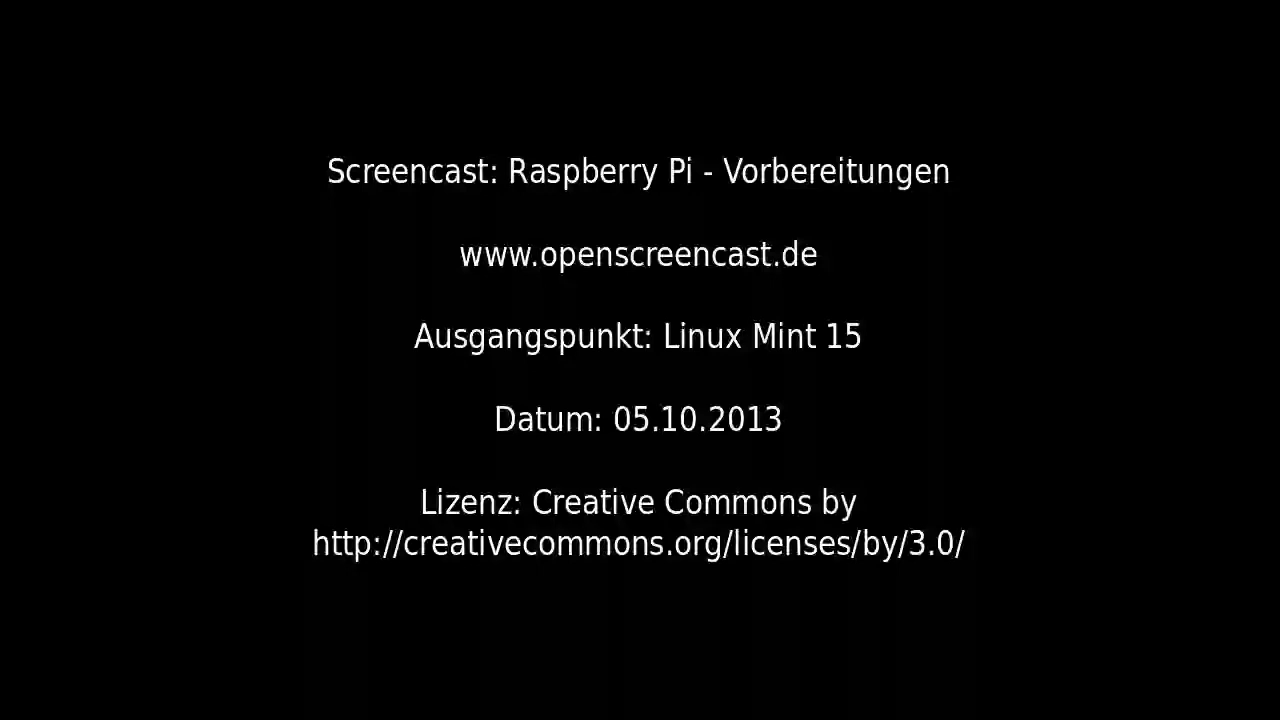 Screencast: Raspberry Pi - Vorbereitungen
www.openscreencast.de
Ausgangspunkt: Linux Mint 15
Datum: 05.10.2013
Lizenz: Creative Commons by
http://creativecommons.org/licenses/by/3.0/